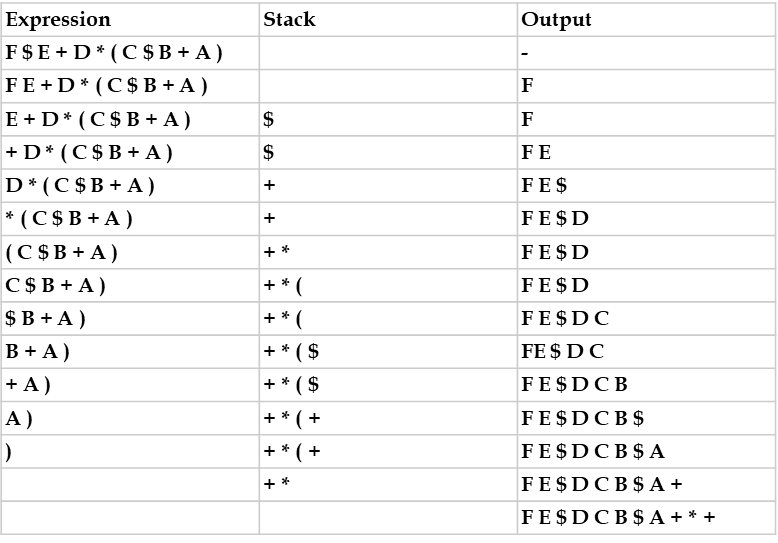 Expression Stack Output
F $ E + D * ( C $ B + A ) -
F E + D * ( C $ B + A ) F
E + D * ( C $ B + A ) $ F
+ D * ( C $ B + A ) $ F E
D * ( C $ B + A ) + F E $
* ( C $ B + A ) + F E $ D
( C $ B + A ) + * F E $ D
C $ B + A ) + * ( F E $ D
$ B + A ) + * ( F E $ D C
B + A ) + * ( $ FE $ D C
+ A ) + * ( $ F E $ D C B
A ) + * ( + F E $ D C B $
) + * ( + F E $ D C B $ A
+ * F E $ D C B $ A +
F E $ D C B $ A + * +